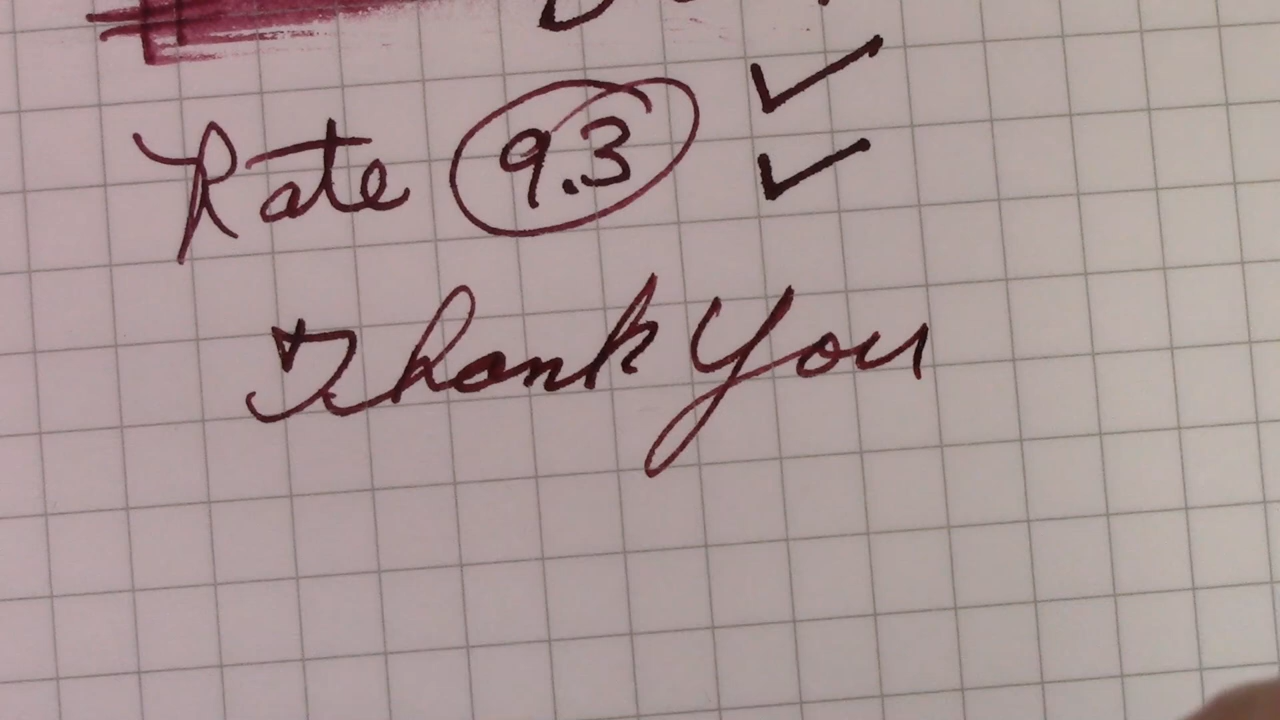 Rate 9.3 ✓ ✓
Thank You